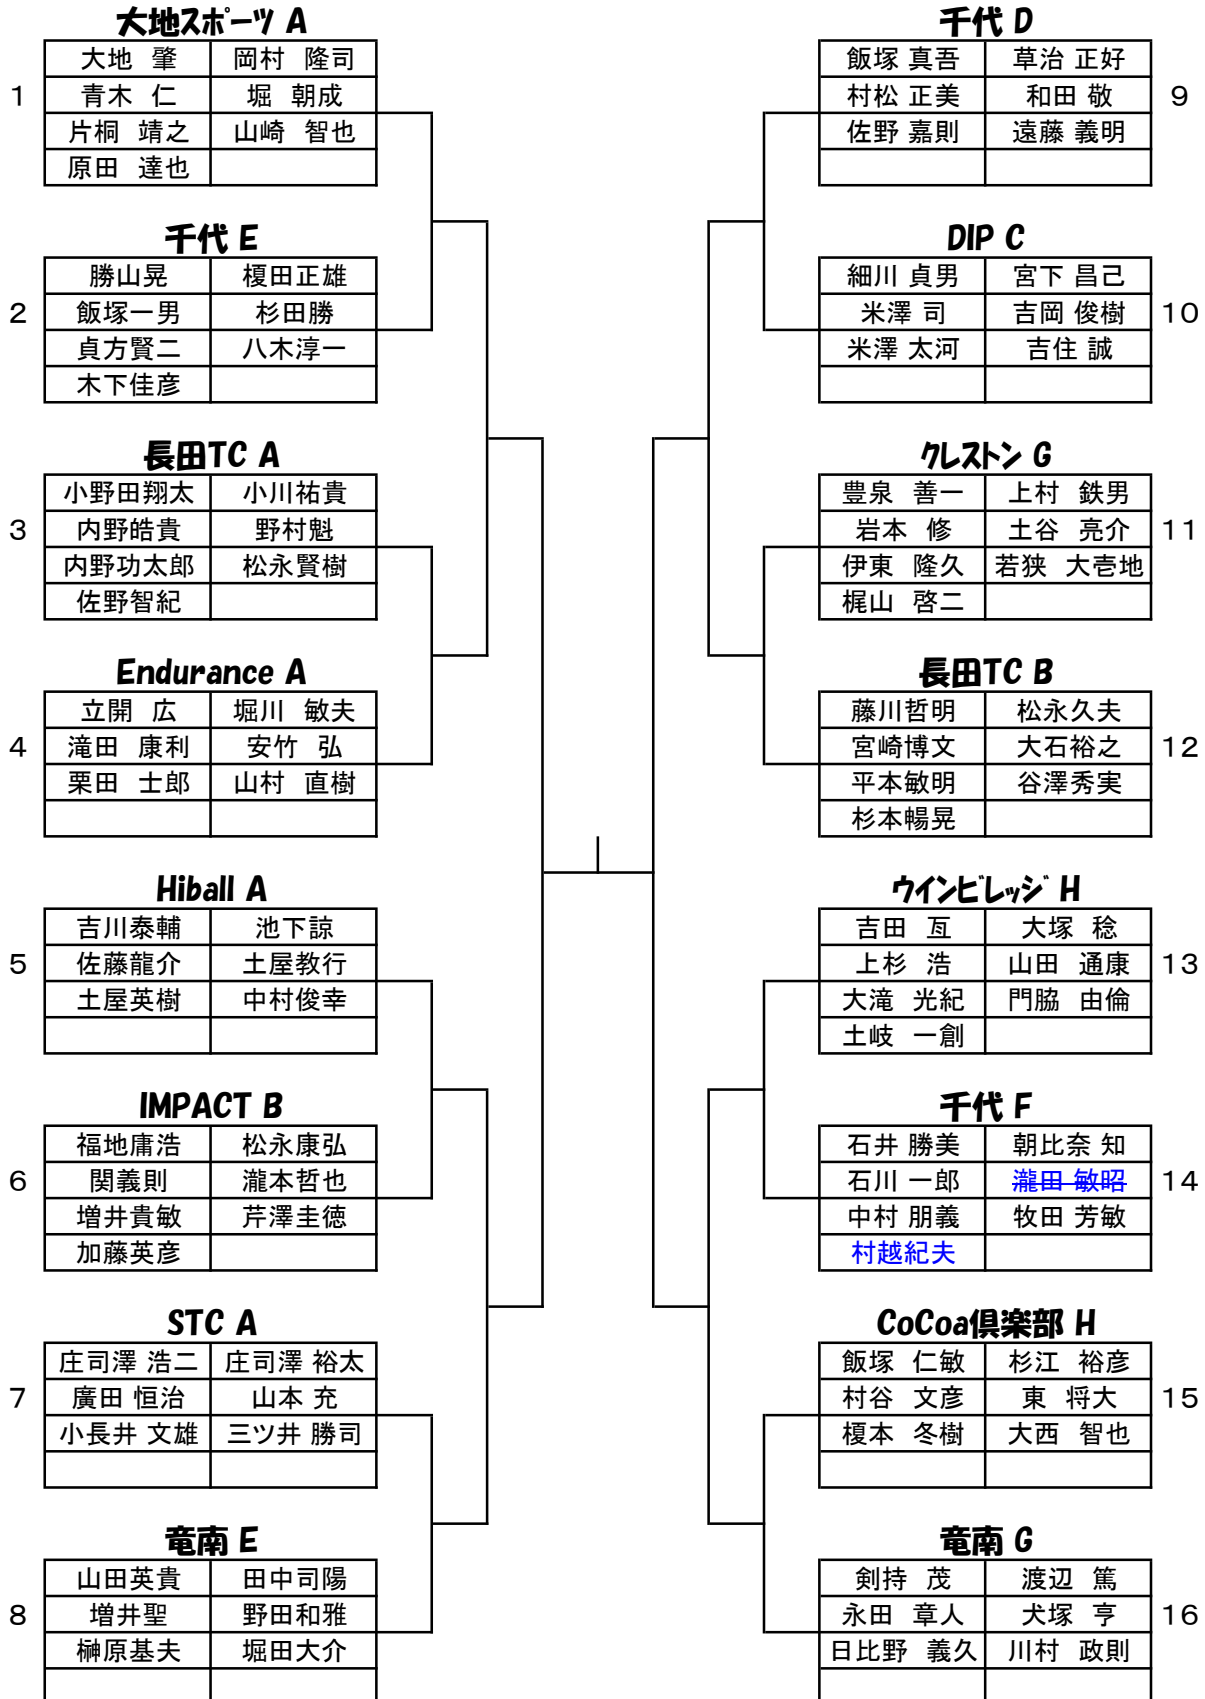 大地スポーツ A
1
大地 肇 岡村 隆司
青木 仁 堀 朝成
片桐 靖之 山崎 智也
原田 達也
千代 E
2
勝山晃 榎田正雄
飯塚一男 杉田勝
貞方賢二 八木淳一
木下佳彦
長田TC A
3
小野田翔太 小川祐貴
内野皓貴 野村魁
内野功太郎 松永賢樹
佐野智紀
Endurance A
4
立開 広 堀川 敏夫
滝田 康利 安竹 弘
栗田 士郎 山村 直樹
Hiball A
5
吉川泰輔 池下諒
佐藤龍介 土屋教行
土屋英樹 中村俊幸
IMPACT B
6
福地庸浩 松永康弘
関義則 瀧本哲也
増井貴敏 芹澤圭徳
加藤英彦
STC A
7
庄司澤 浩二 庄司澤 裕太
廣田 恒治 山本 充
小長井 文雄 三ツ井 勝司
竜南 E
8
山田英貴 田中司陽
増井聖 野田和雅
榊原基夫 堀田大介
千代 D
飯塚 真吾 草治 正好
村松 正美 和田 敬
佐野 嘉則 遠藤 義明
9
DIP C
細川 貞男 宮下 昌己
米澤 司 吉岡 俊樹
米澤 太河 吉住 誠
10
クレストン G
豊泉 善一 上村 鉄男
岩本 修 土谷 亮介
伊東 隆久 若狭 大壱地
梶山 啓二
11
長田TC B
藤川哲明 松永久夫
宮崎博文 大石裕之
平本敏明 谷澤秀実
杉本暢晃
12
ウインビレッジ H
吉田 亙 大塚 稔
上杉 浩 山田 通康
大滝 光紀 門脇 由倫
土岐 一創
13
千代 F
石井 勝美 朝比奈 知
石川 一郎 瀧田 敏昭
中村 朋義 牧田 芳敏
村越紀夫
14
CoCoa倶楽部 H
飯塚 仁敏 杉江 裕彦
村谷 文彦 東 将大
榎本 冬樹 大西 智也
15
竜南 G
剣持 茂 渡辺 篤
永田 章人 犬塚 亨
日比野 義久 川村 政則
16